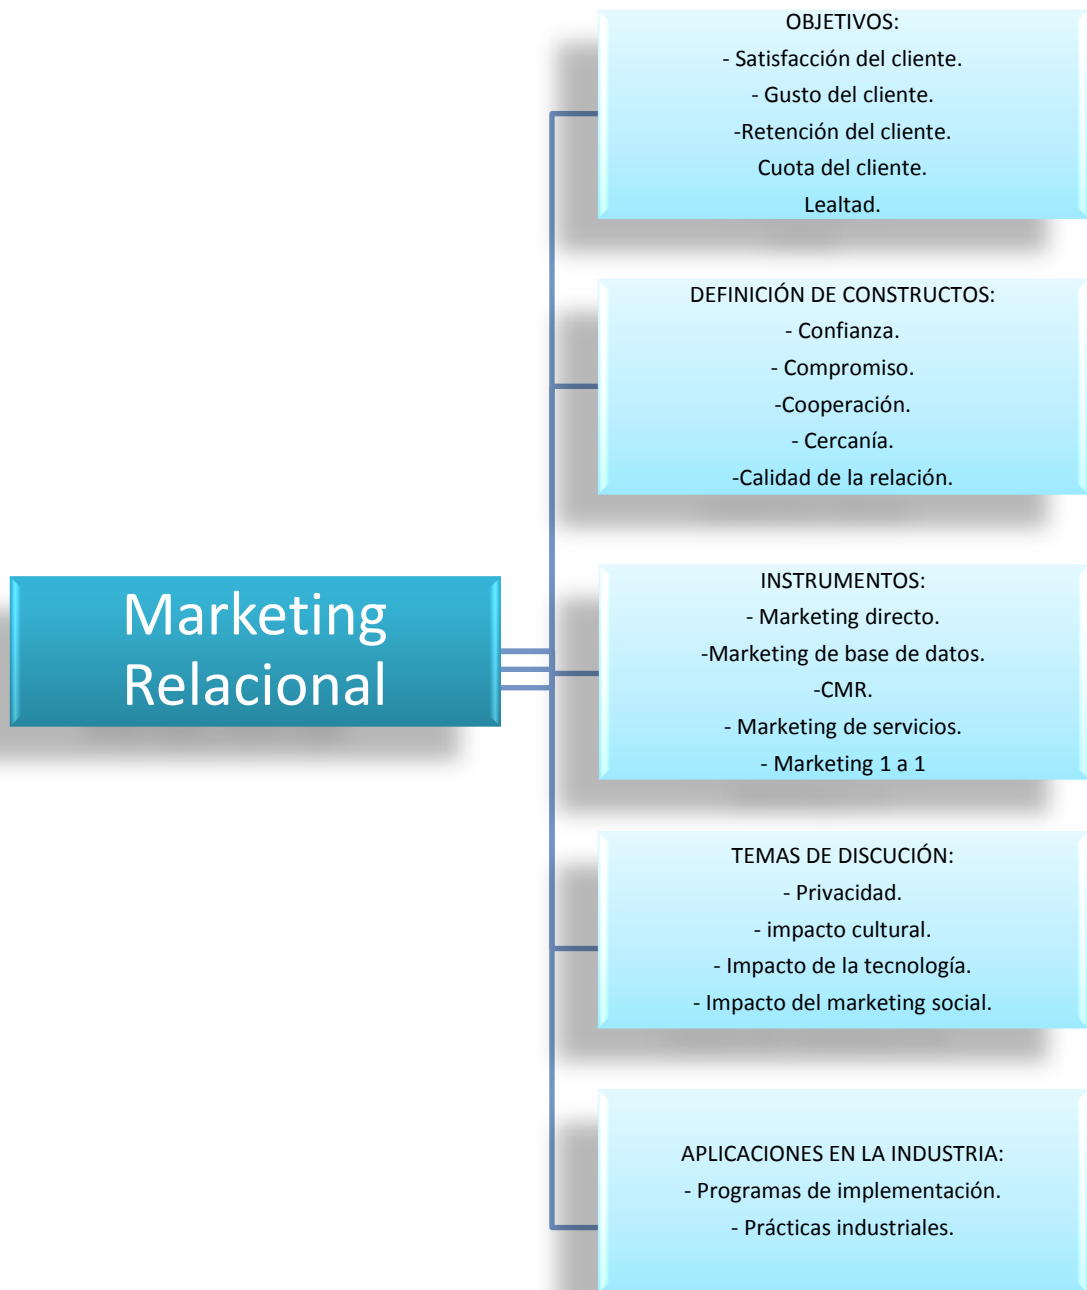 OBJETIVOS:
- Satisfacción del cliente.
- Gusto del cliente.
-Retención del cliente.
Cuota del cliente.
Lealtad.
DEFINICIÓN DE CONSTRUCTOS:
- Confianza.
- Compromiso.
-Cooperación.
- Cercanía.
-Calidad de la relación.
Marketing
Relacional
INSTRUMENTOS:
- Marketing directo.
-Marketing de base de datos.
-CMR.
- Marketing de servicios.
- Marketing 1 a 1
TEMAS DE DISCUCIÓN:
- Privacidad.
- impacto cultural.
- Impacto de la tecnología.
- Impacto del marketing social.
APLICACIONES EN LA INDUSTRIA:
- Programas de implementación.
- Prácticas industriales.